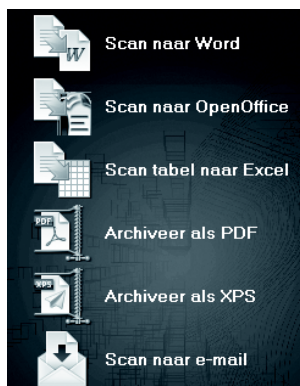 W
Scan naar Word
Scan naar OpenOffice
Scan tabel naar Excel
PDF
Archiveer als PDF
XPS
Archiveer als XPS
Scan naar e-mail